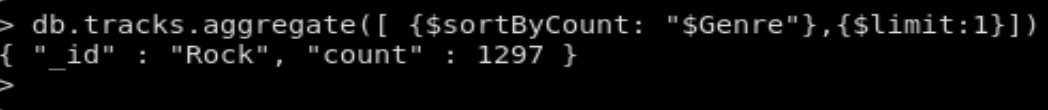 > db.tracks.aggregate([ {$sortByCount: "$Genre"},{$limit:1}])
{ "_id" : "Rock", "count" : 1297 }
>